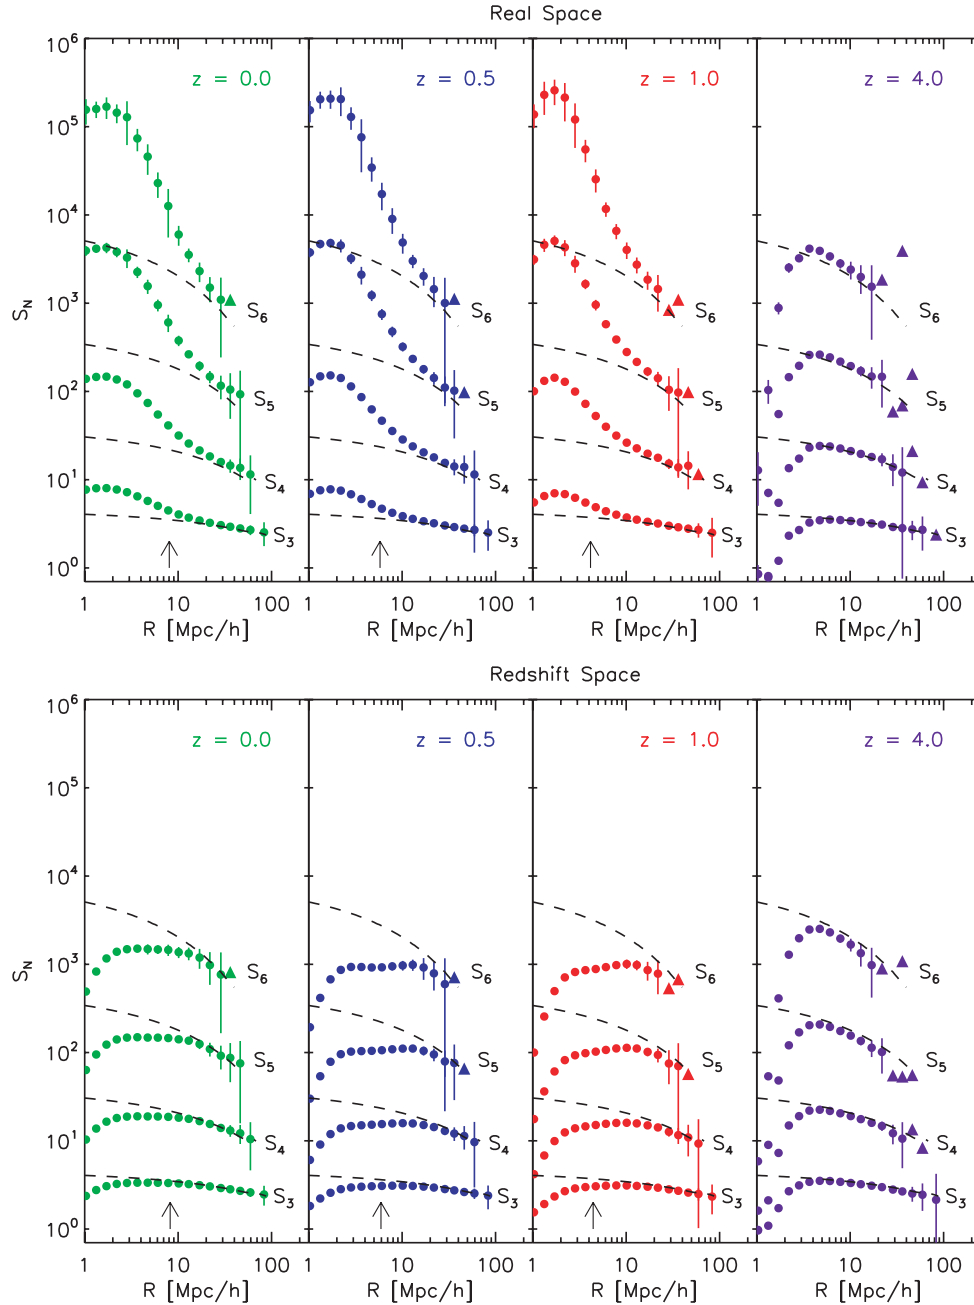 Real Space
z = 0.0 z = 0.5 z = 1.0 z = 4.0
10^6
10^5
10^4
10^3
10^2
10^1
10^0
S_N
S_6 S_6 S_6 S_6
S_5 S_5 S_5 S_5
S_4 S_4 S_4 S_4
S_3 S_3 S_3 S_3
1 10 100 1 10 100 1 10 100 1 10 100
R [Mpc/h] R [Mpc/h] R [Mpc/h] R [Mpc/h]
Redshift Space
z = 0.0 z = 0.5 z = 1.0 z = 4.0
10^6
10^5
10^4
10^3
10^2
10^1
10^0
S_N
S_6 S_6 S_6 S_6
S_5 S_5 S_5 S_5
S_4 S_4 S_4 S_4
S_3 S_3 S_3 S_3
1 10 100 1 10 100 1 10 100 1 10 100
R [Mpc/h] R [Mpc/h] R [Mpc/h] R [Mpc/h]